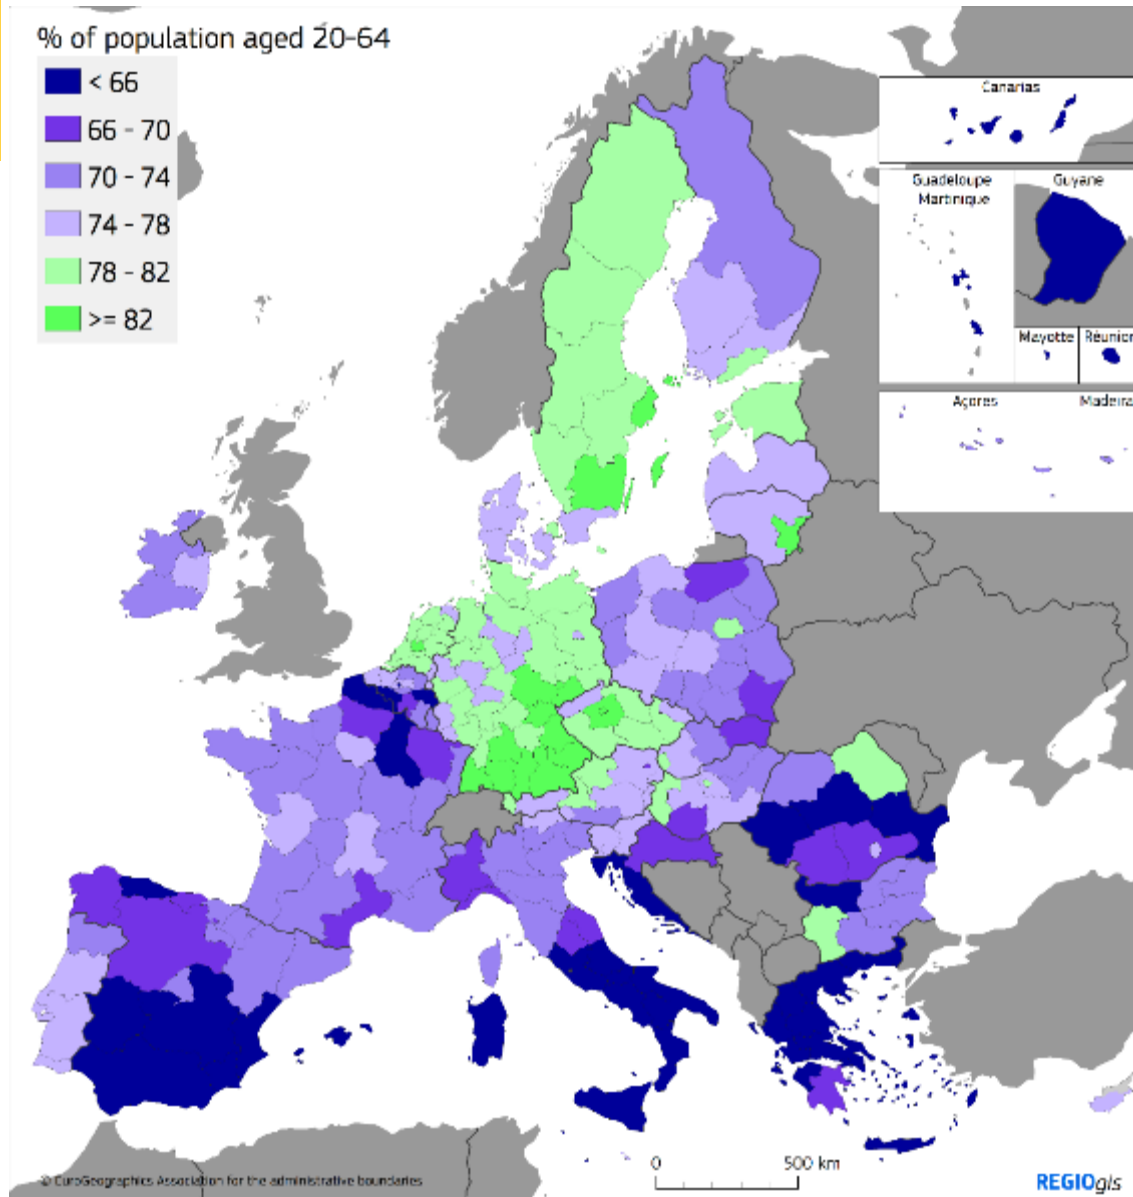 % of population aged 20-64
< 66
66 - 70
70 - 74
74 - 78
78 - 82
>= 82
Canarias
Guadeloupe
Martinique
Guyane
Mayotte
Réunion
Açores
Madeira
0
500 km
© EuroGeographics Association for the administrative boundaries
REGIOgis